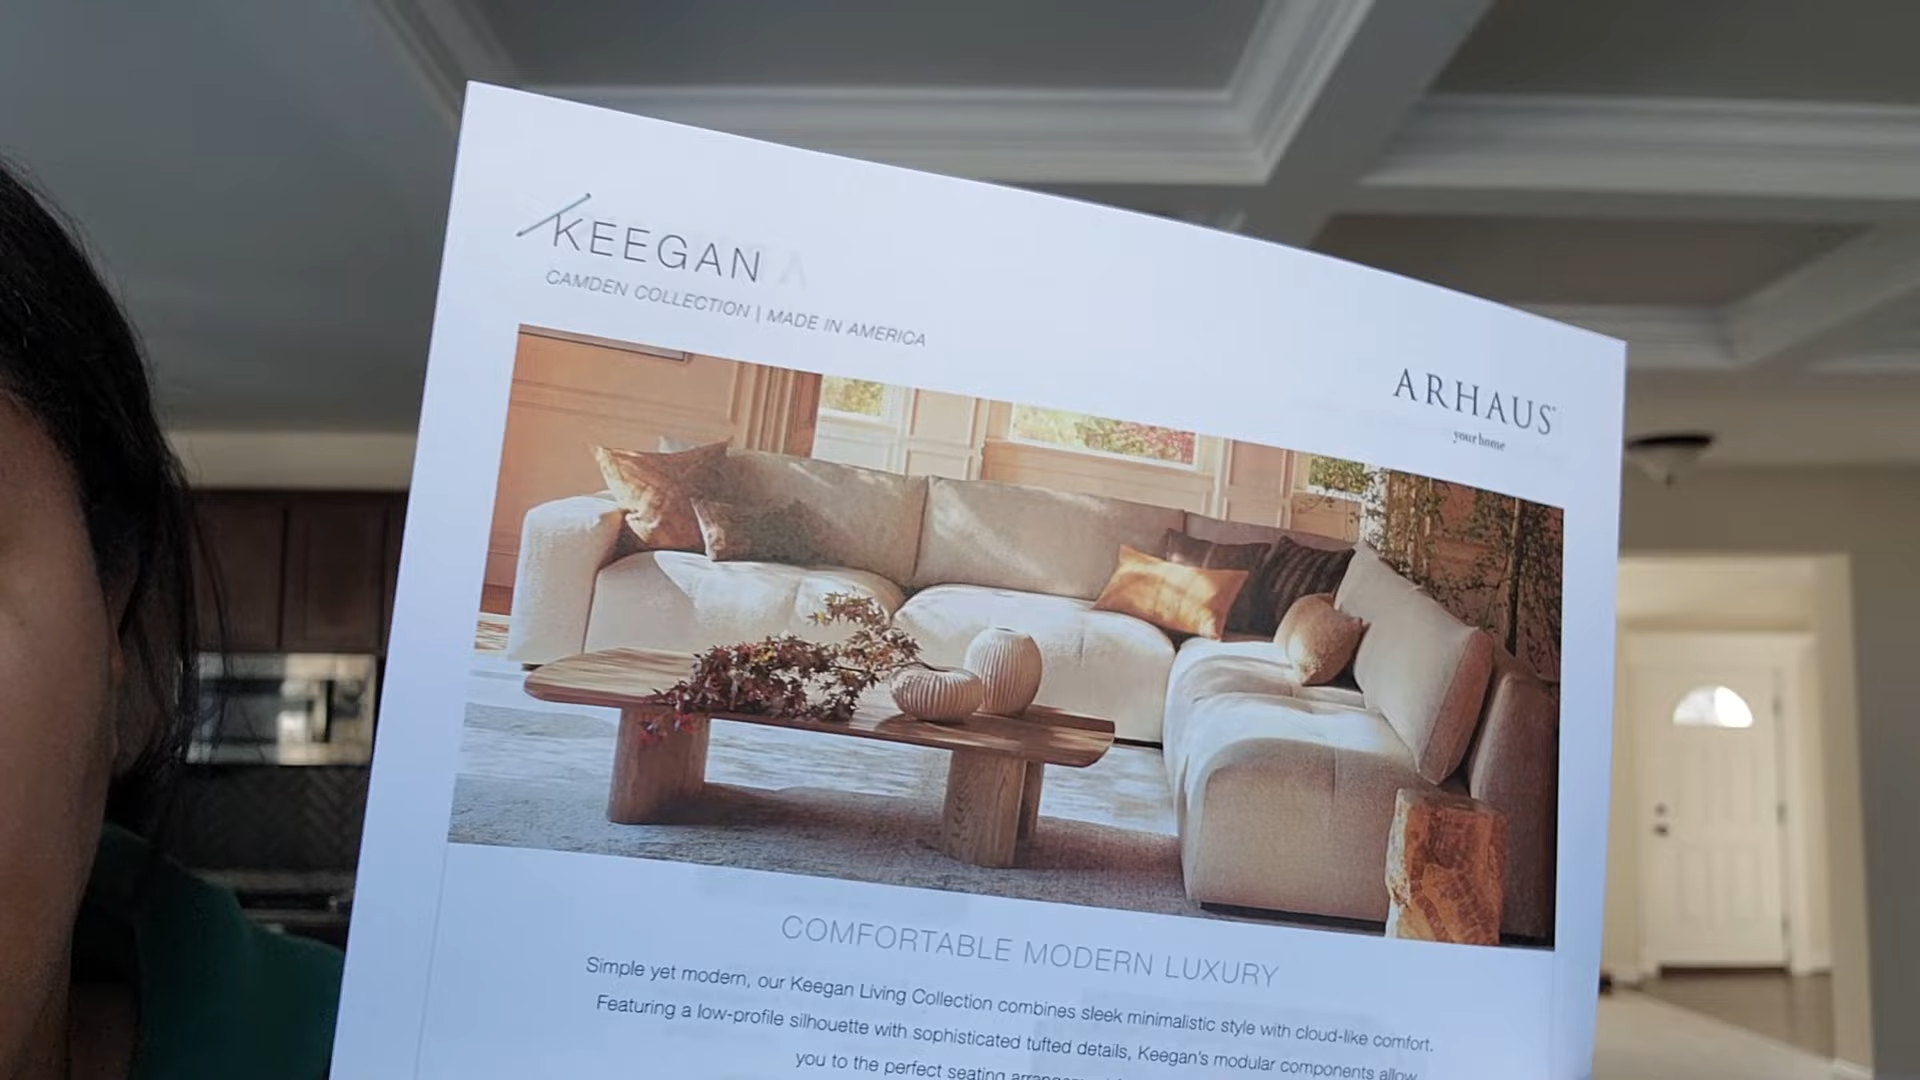 KEEGAN
CAMDEN COLLECTION | MADE IN AMERICA
ARHAUS
your home
COMFORTABLE MODERN LUXURY
Simple yet modern, our Keegan Living Collection combines sleek minimalistic style with cloud-like comfort.
Featuring a low-profile silhouette with sophisticated tufted details, Keegan's modular components allow
you to the perfect seating